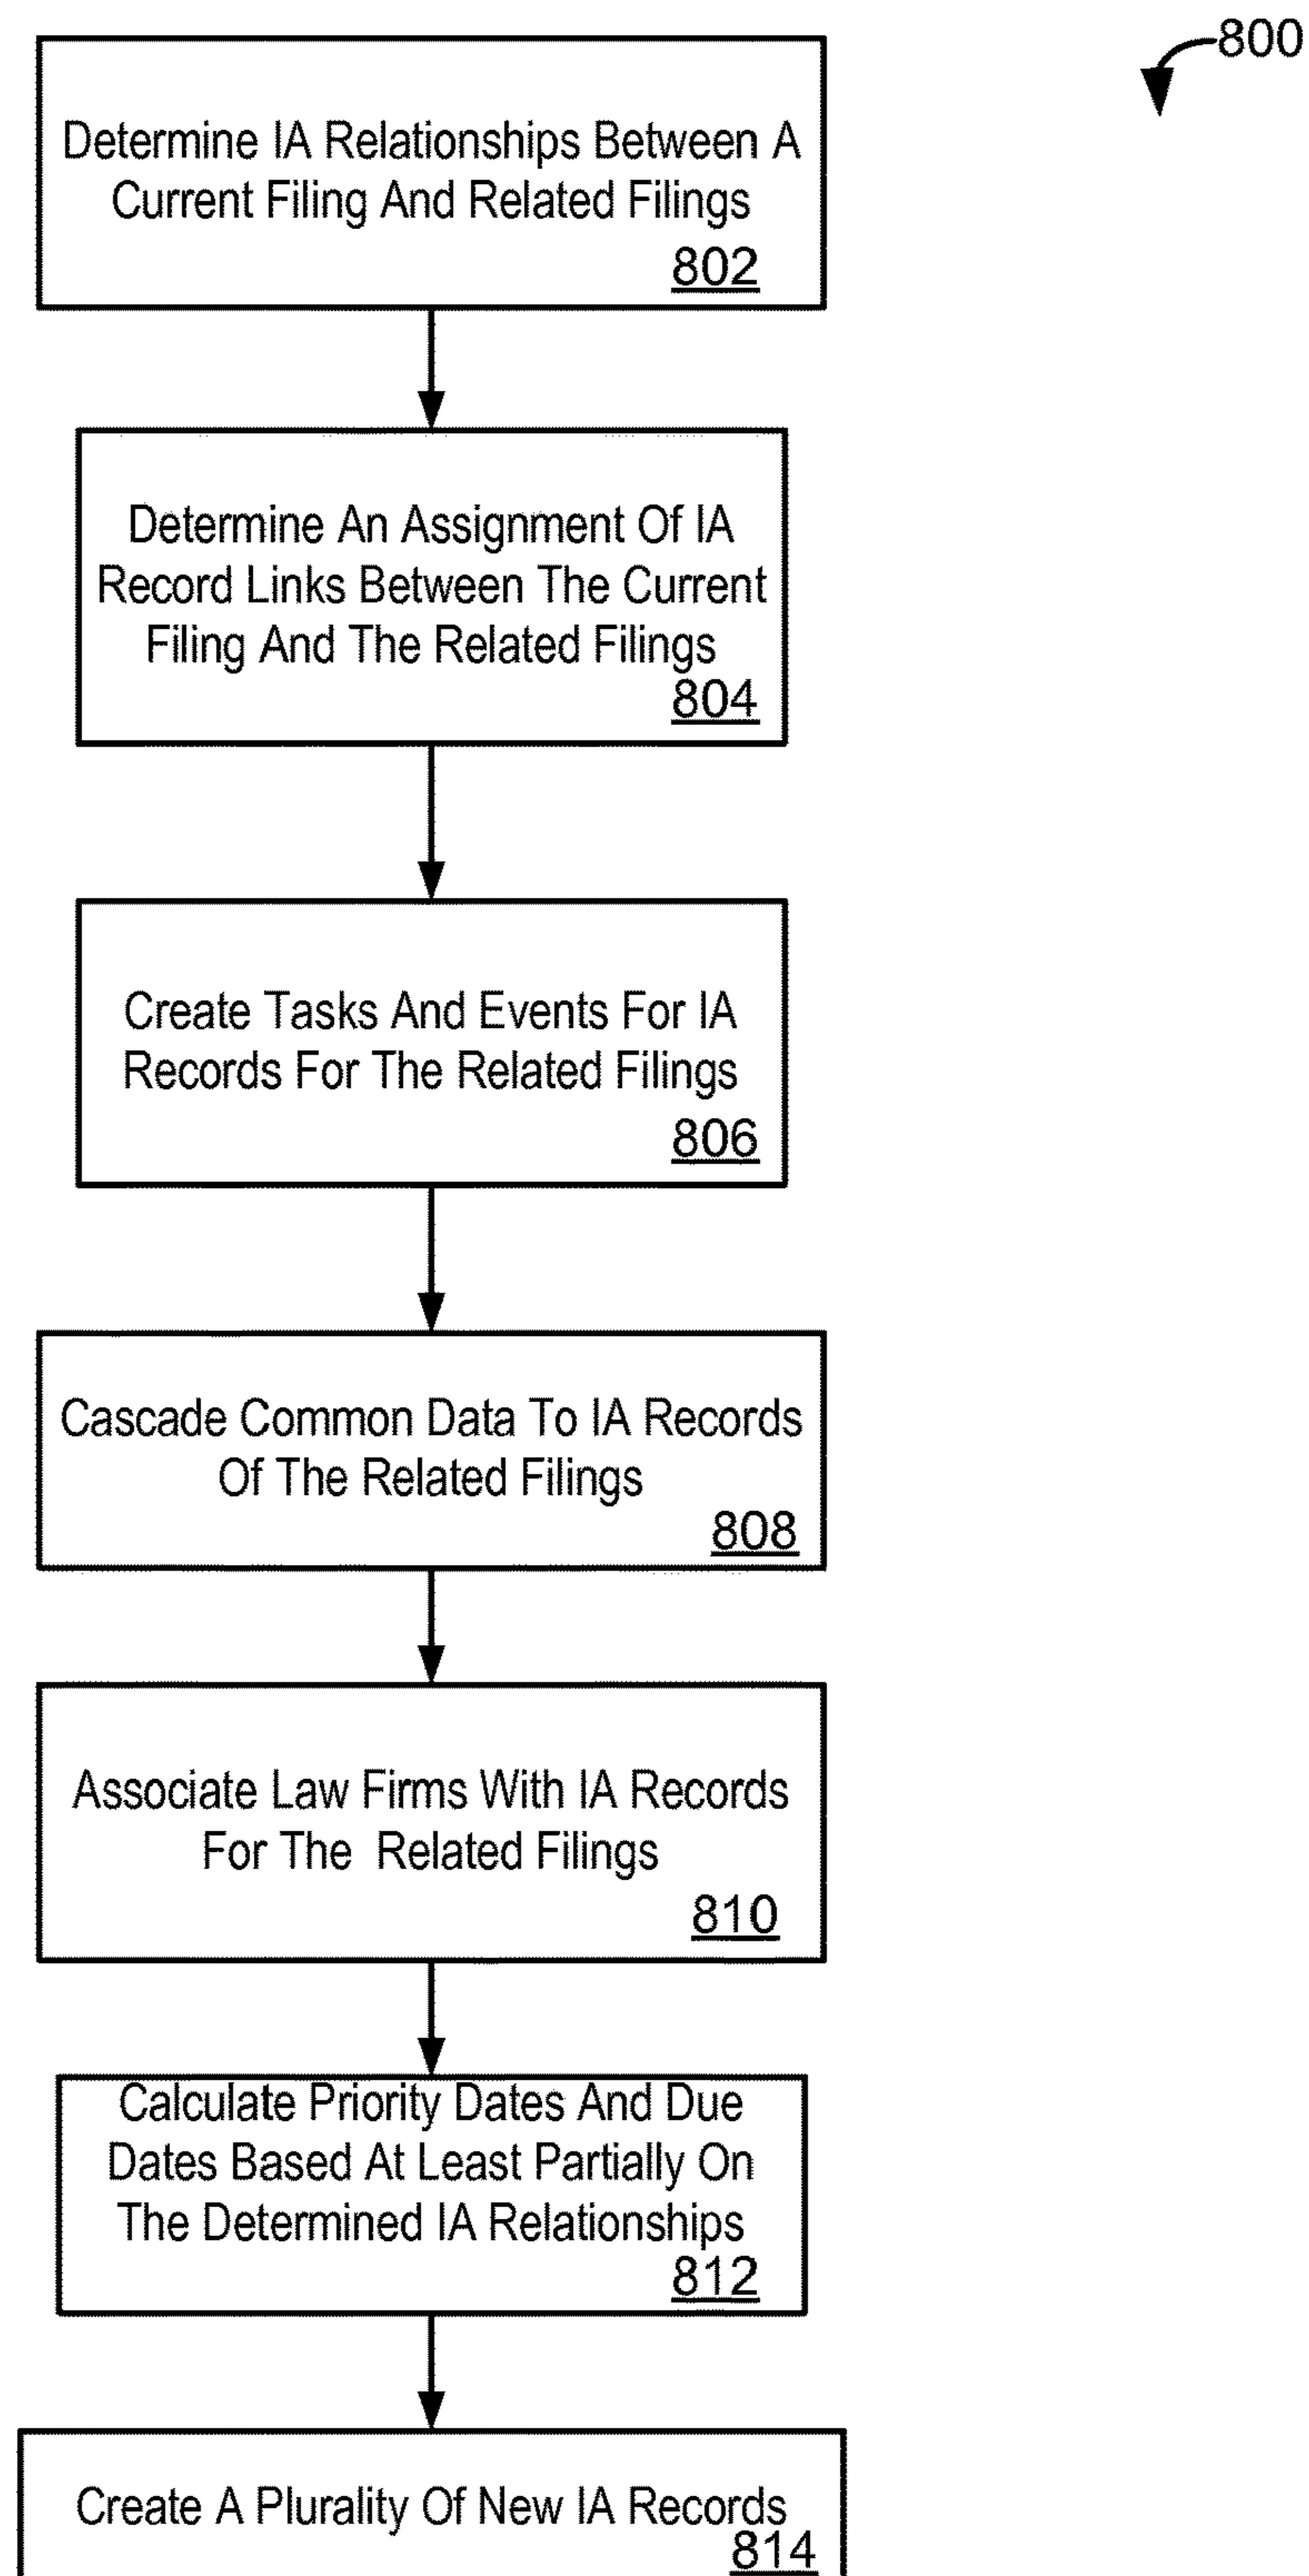 800
Determine IA Relationships Between A
Current Filing And Related Filings
802
Determine An Assignment Of IA
Record Links Between The Current
Filing And The Related Filings
804
Create Tasks And Events For IA
Records For The Related Filings
806
Cascade Common Data To IA Records
Of The Related Filings
808
Associate Law Firms With IA Records
For The Related Filings
810
Calculate Priority Dates And Due
Dates Based At Least Partially On
The Determined IA Relationships
812
Create A Plurality Of New IA Records
814